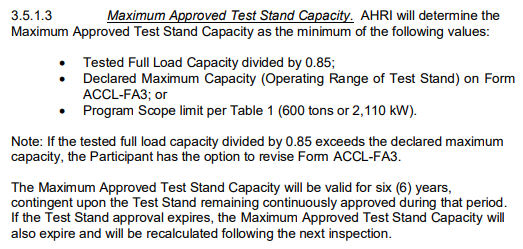 3.5.1.3 Maximum Approved Test Stand Capacity. AHRI will determine the
Maximum Approved Test Stand Capacity as the minimum of the following values:
• Tested Full Load Capacity divided by 0.85;
• Declared Maximum Capacity (Operating Range of Test Stand) on Form
ACCL-FA3; or
• Program Scope limit per Table 1 (600 tons or 2,110 kW).
Note: If the tested full load capacity divided by 0.85 exceeds the declared maximum
capacity, the Participant has the option to revise Form ACCL-FA3.
The Maximum Approved Test Stand Capacity will be valid for six (6) years,
contingent upon the Test Stand remaining continuously approved during that period.
If the Test Stand approval expires, the Maximum Approved Test Stand Capacity will
also expire and will be recalculated following the next inspection.